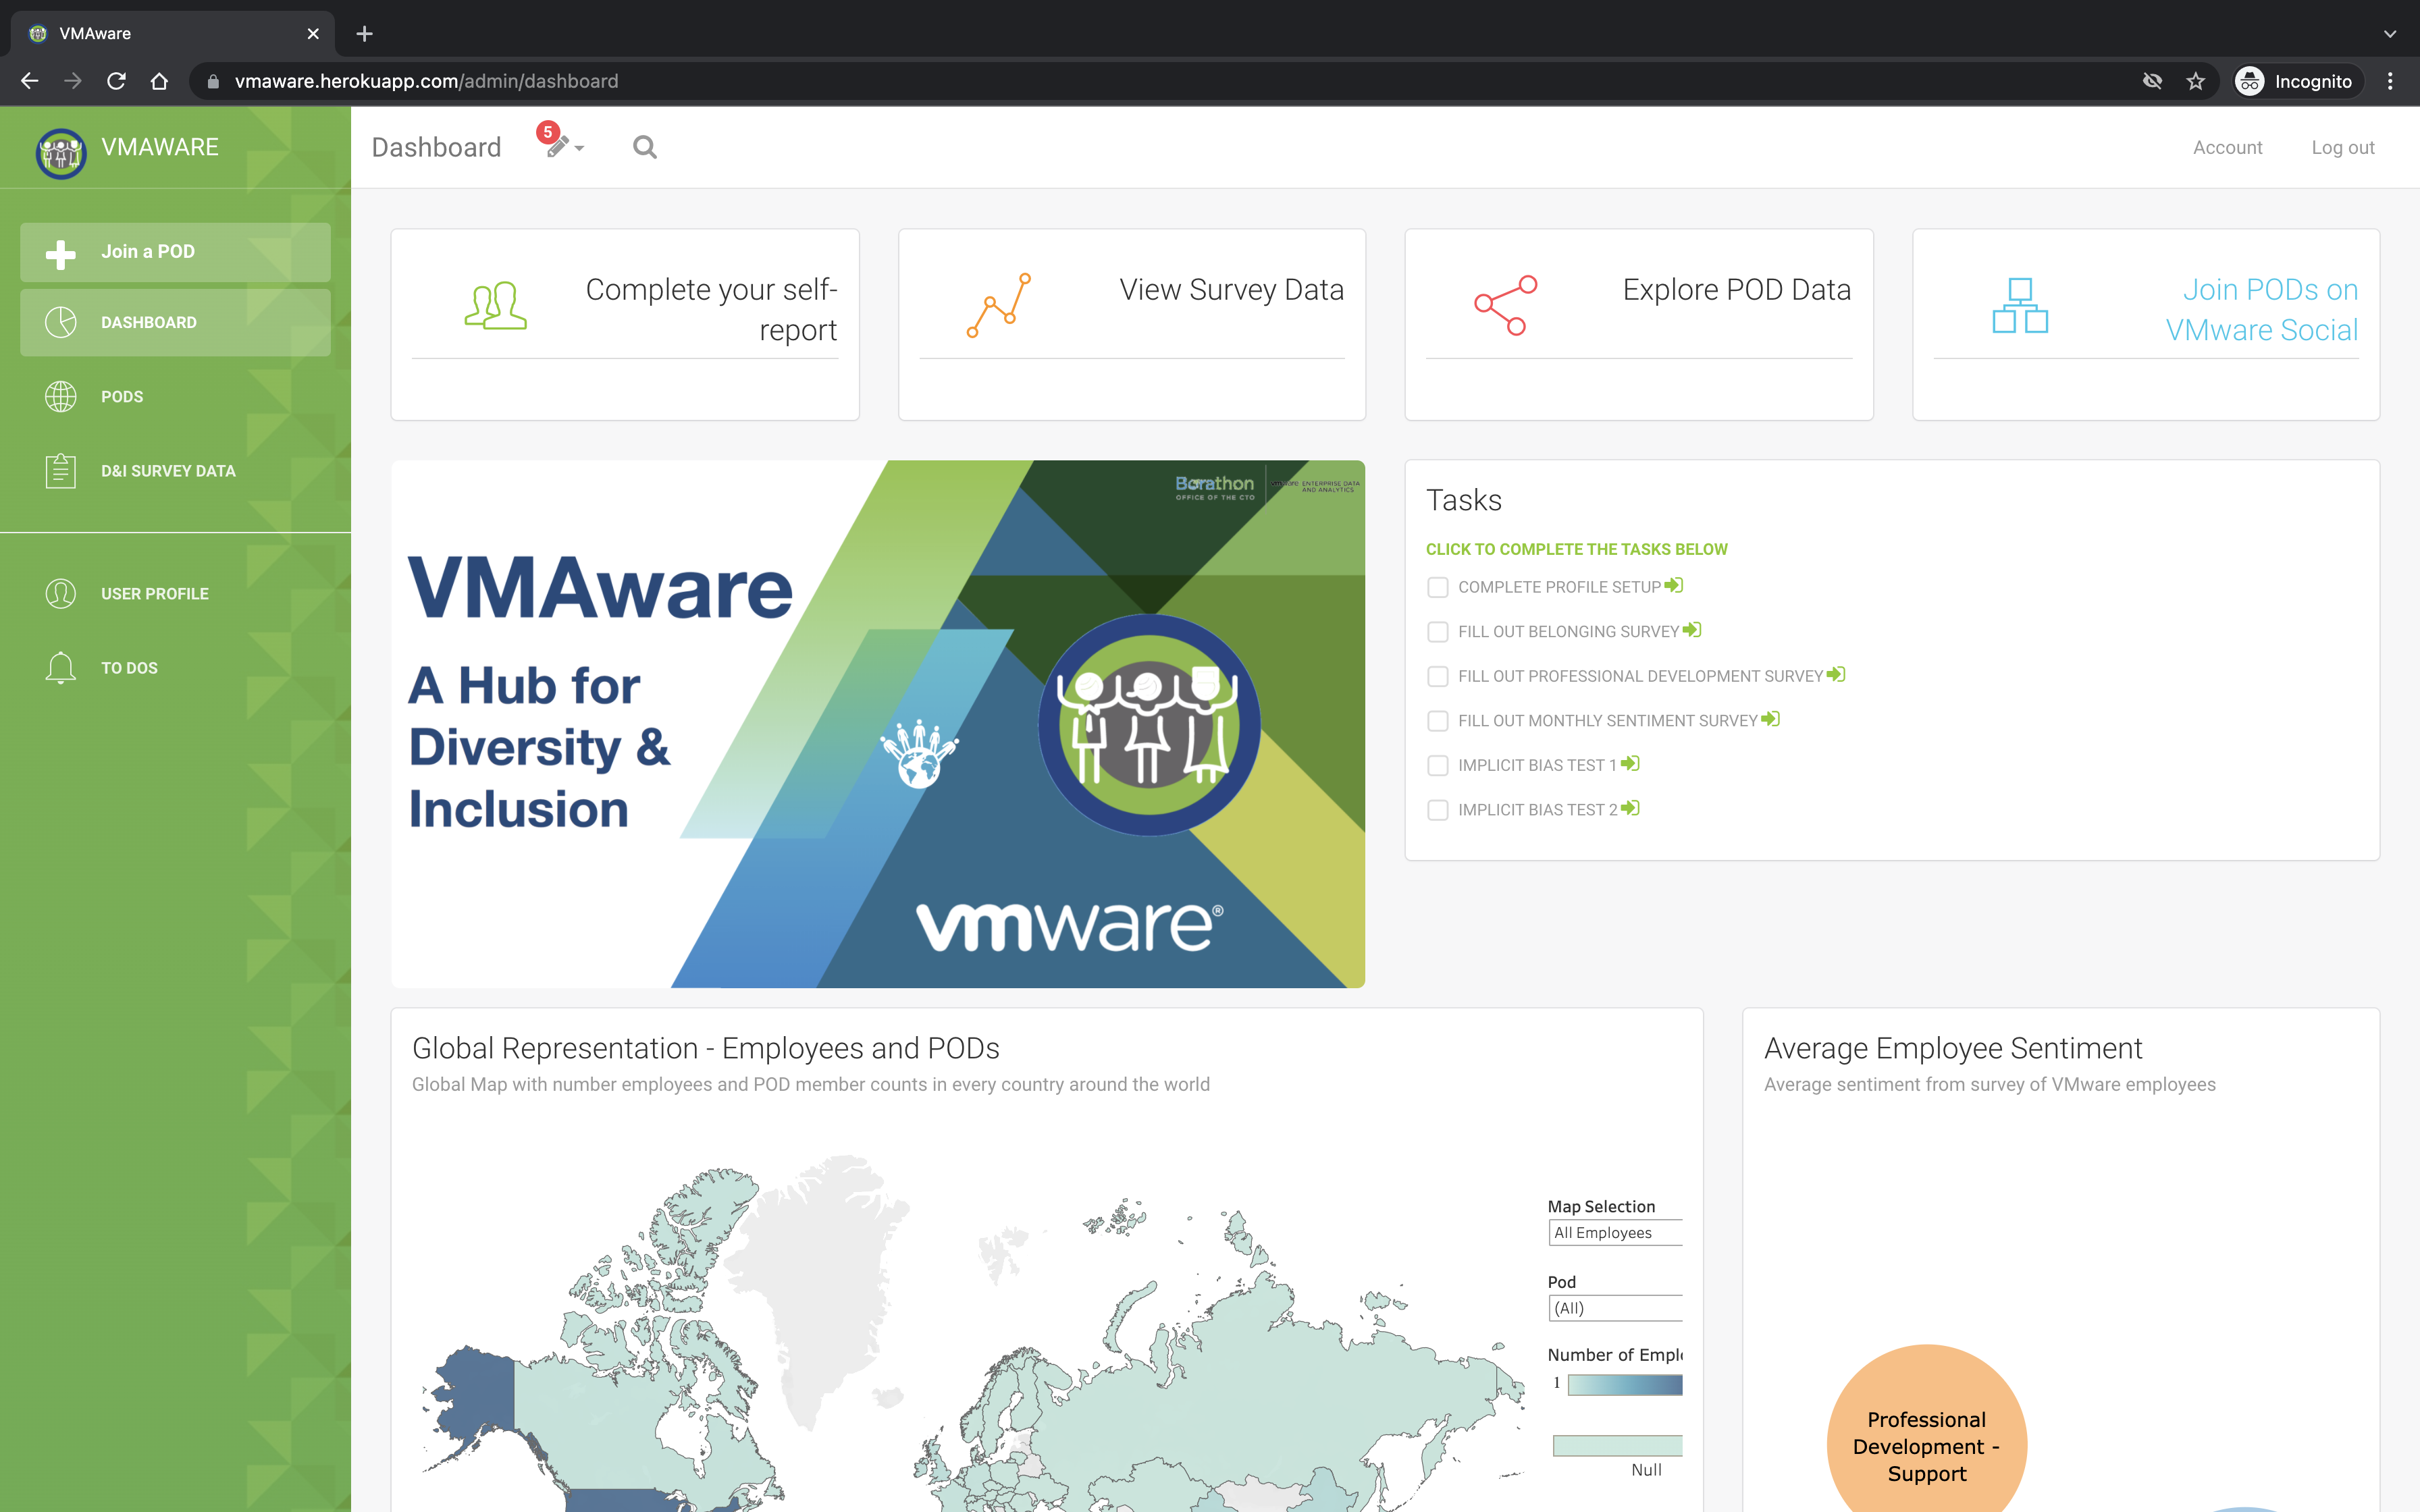 VMAware
vmaware.herokuapp.com/admin/dashboard
Incognito
VMAWARE
Dashboard
5
Account
Log out
Join a POD
DASHBOARD
PODS
D&I SURVEY DATA
USER PROFILE
TO DOS
Complete your self-
report
View Survey Data
Explore POD Data
Join PODs on
VMware Social
Borathon
OFFICE OF THE CTO
vmware ENTERPRISE DATA
AND ANALYTICS
VMAware
A Hub for
Diversity &
Inclusion
vmware®
Tasks
CLICK TO COMPLETE THE TASKS BELOW
COMPLETE PROFILE SETUP
FILL OUT BELONGING SURVEY
FILL OUT PROFESSIONAL DEVELOPMENT SURVEY
FILL OUT MONTHLY SENTIMENT SURVEY
IMPLICIT BIAS TEST 1
IMPLICIT BIAS TEST 2
Global Representation - Employees and PODs
Global Map with number employees and POD member counts in every country around the world
Map Selection
All Employees
Pod
(All)
Number of Empl
1
Null
Average Employee Sentiment
Average sentiment from survey of VMware employees
Professional
Development -
Support